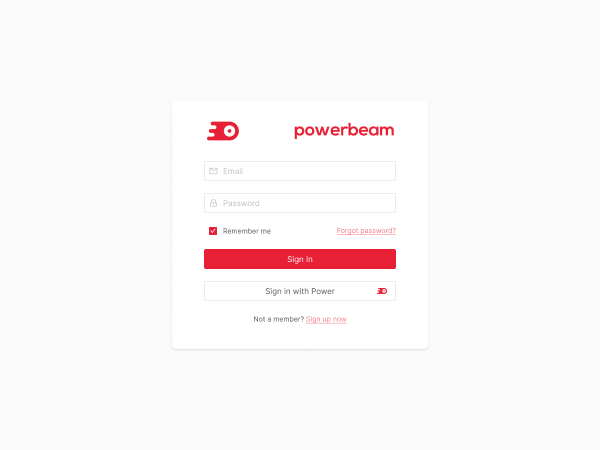 powerbeam
Email
Password
Remember me
Forgot password?
Sign In
Sign in with Power
Not a member? Sign up now